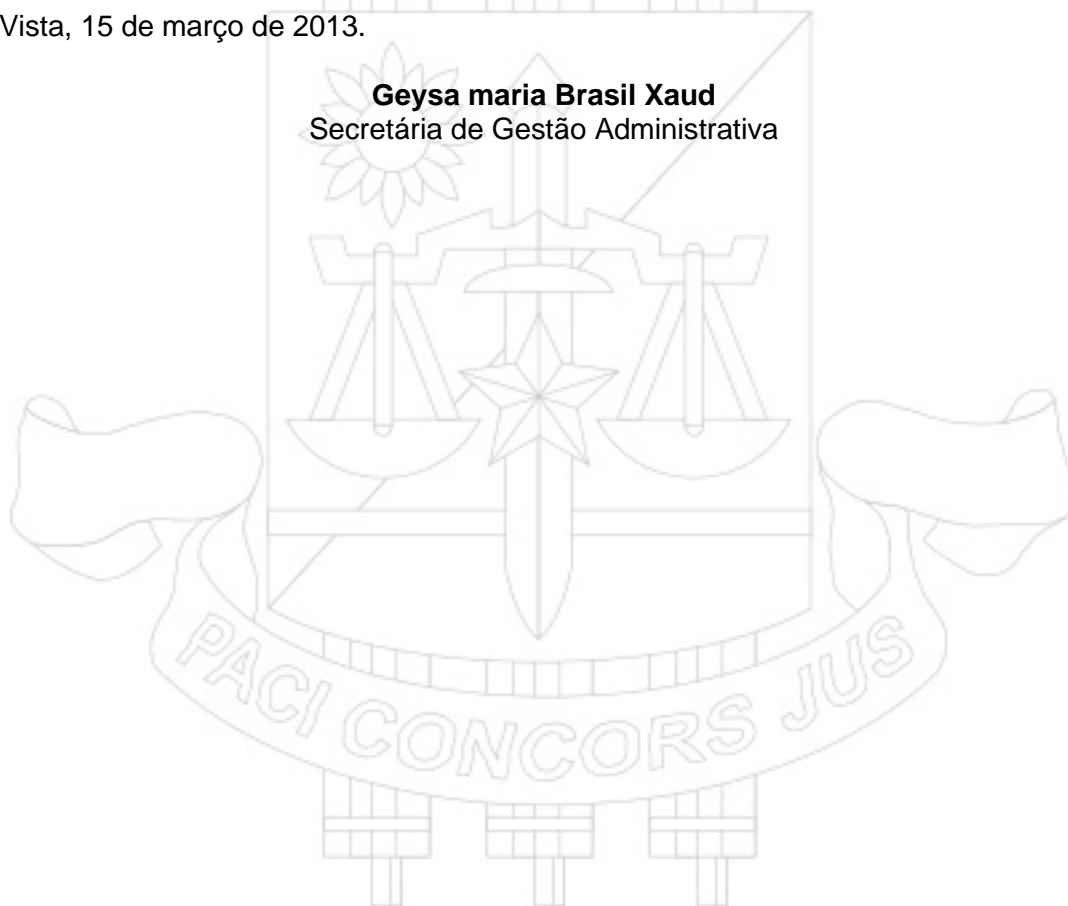 Vista, 15 de março de 2013.
Geysa maria Brasil Xaud
Secretária de Gestão Administrativa
PACI CONCORS JUS